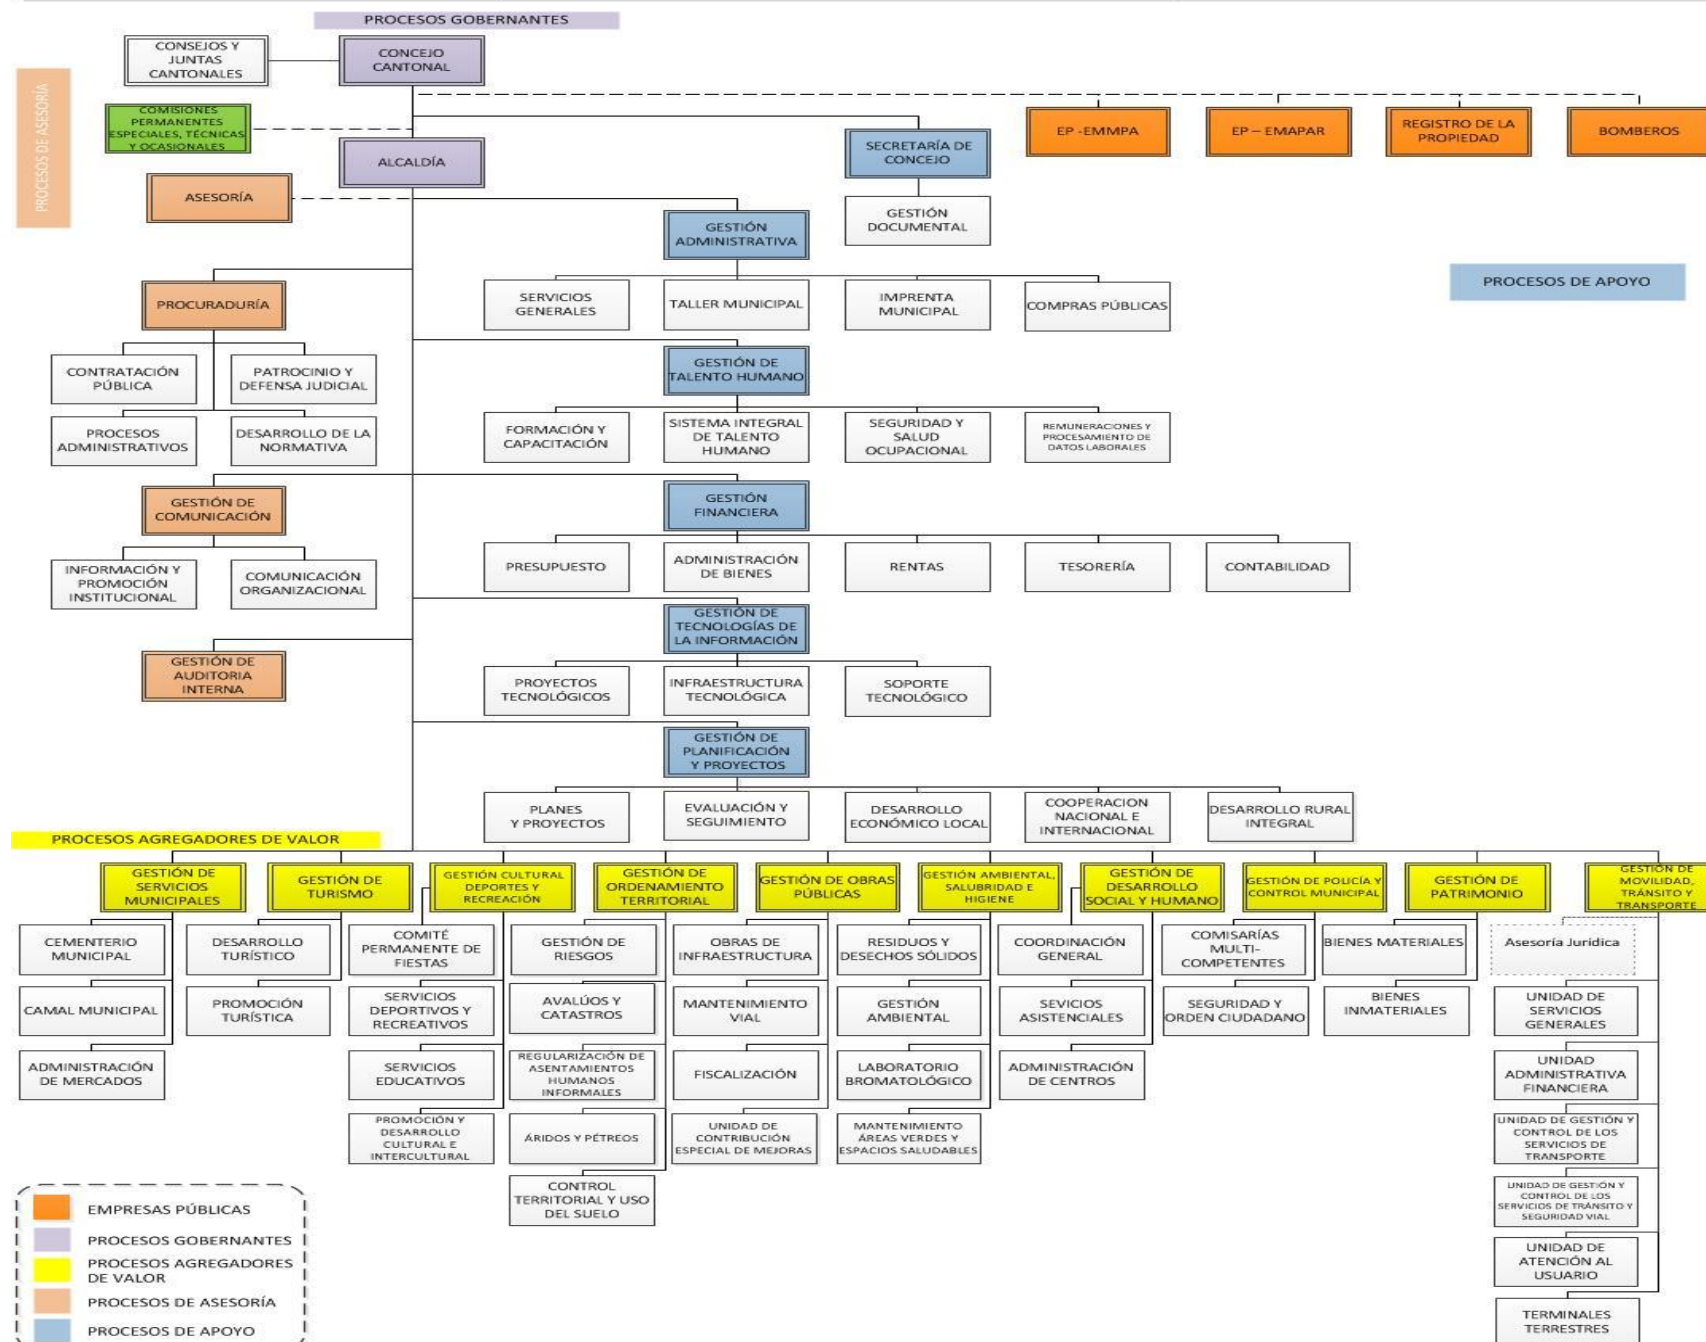 PROCESOS GOBERNANTES
CONSEJOS Y
JUNTAS
CANTONALES
CONCEJO
CANTONAL
PROCESOS DE ASESORÍA
COMISIONES
PERMANENTES
ESPECIALES, TÉCNICAS
Y OCASIONALES
EP -EMMPA
EP – EMAPAR
REGISTRO DE LA
PROPIEDAD
BOMBEROS
SECRETARÍA DE
CONCEJO
ALCALDÍA
ASESORÍA
GESTIÓN
DOCUMENTAL
GESTIÓN
ADMINISTRATIVA
PROCESOS DE APOYO
PROCURADURÍA
SERVICIOS
GENERALES
TALLER MUNICIPAL
IMPRENTA
MUNICIPAL
COMPRAS PÚBLICAS
CONTRATACIÓN
PÚBLICA
PATROCINIO Y
DEFENSA JUDICIAL
GESTIÓN DE
TALENTO HUMANO
PROCESOS
ADMINISTRATIVOS
DESARROLLO DE LA
NORMATIVA
FORMACIÓN Y
CAPACITACIÓN
SISTEMA INTEGRAL
DE TALENTO
HUMANO
SEGURIDAD Y
SALUD
OCUPACIONAL
REMUNERACIONES Y
PROCESAMIENTO DE
DATOS LABORALES
GESTIÓN DE
COMUNICACIÓN
GESTIÓN
FINANCIERA
INFORMACIÓN Y
PROMOCIÓN
INSTITUCIONAL
COMUNICACIÓN
ORGANIZACIONAL
PRESUPUESTO
ADMINISTRACIÓN
DE BIENES
RENTAS
TESORERÍA
CONTABILIDAD
GESTIÓN DE
TECNOLOGÍAS DE
LA INFORMACIÓN
GESTIÓN DE
AUDITORIA
INTERNA
PROYECTOS
TECNOLÓGICOS
INFRAESTRUCTURA
TECNOLÓGICA
SOPORTE
TECNOLÓGICO
GESTIÓN DE
PLANIFICACIÓN
Y PROYECTOS
PLANES
Y PROYECTOS
EVALUACIÓN Y
SEGUIMIENTO
DESARROLLO
ECONÓMICO LOCAL
COOPERACION
NACIONAL E
INTERNACIONAL
DESARROLLO RURAL
INTEGRAL
PROCESOS AGREGADORES DE VALOR
GESTIÓN DE
SERVICIOS
MUNICIPALES
GESTIÓN DE
TURISMO
GESTIÓN CULTURAL
DEPORTES Y
RECREACIÓN
GESTIÓN DE
ORDENAMIENTO
TERRITORIAL
GESTIÓN DE OBRAS
PÚBLICAS
GESTIÓN AMBIENTAL,
SALUBRIDAD E
HIGIENE
GESTIÓN DE
DESARROLLO
SOCIAL Y HUMANO
GESTIÓN DE POLICÍA Y
CONTROL MUNICIPAL
GESTIÓN DE
PATRIMONIO
GESTIÓN DE
MOVILIDAD,
TRÁNSITO Y
TRANSPORTE
CEMENTERIO
MUNICIPAL
DESARROLLO
TURÍSTICO
COMITÉ
PERMANENTE DE
FIESTAS
GESTIÓN DE
RIESGOS
OBRAS DE
INFRAESTRUCTURA
RESIDUOS Y
DESECHOS SÓLIDOS
COORDINACIÓN
GENERAL
COMISARÍAS
MULTI-
COMPETENTES
BIENES MATERIALES
Asesoría Jurídica
CAMAL MUNICIPAL
PROMOCIÓN
TURÍSTICA
SERVICIOS
DEPORTIVOS Y
RECREATIVOS
AVALÚOS Y
CATASTROS
MANTENIMIENTO
VIAL
GESTIÓN
AMBIENTAL
SEVICIOS
ASISTENCIALES
SEGURIDAD Y
ORDEN CIUDADANO
BIENES
INMATERIALES
UNIDAD DE
SERVICIOS
GENERALES
ADMINISTRACIÓN
DE MERCADOS
SERVICIOS
EDUCATIVOS
REGULARIZACIÓN DE
ASENTAMIENTOS
HUMANOS
INFORMALES
FISCALIZACIÓN
LABORATORIO
BROMATOLÓGICO
ADMINISTRACIÓN
DE CENTROS
UNIDAD
ADMINISTRATIVA
FINANCIERA
PROMOCIÓN Y
DESARROLLO
CULTURAL E
INTERCULTURAL
ÁRIDOS Y PÉTREOS
UNIDAD DE
CONTRIBUCIÓN
ESPECIAL DE MEJORAS
MANTENIMIENTO
ÁREAS VERDES Y
ESPACIOS SALUDABLES
UNIDAD DE GESTIÓN Y
CONTROL DE LOS
SERVICIOS DE
TRANSPORTE
CONTROL
TERRITORIAL Y USO
DEL SUELO
UNIDAD DE GESTIÓN Y
CONTROL DE LOS
SERVICIOS DE TRÁNSITO Y
SEGURIDAD VIAL
UNIDAD DE
ATENCIÓN AL
USUARIO
TERMINALES
TERRESTRES
EMPRESAS PÚBLICAS
PROCESOS GOBERNANTES
PROCESOS AGREGADORES
DE VALOR
PROCESOS DE ASESORÍA
PROCESOS DE APOYO